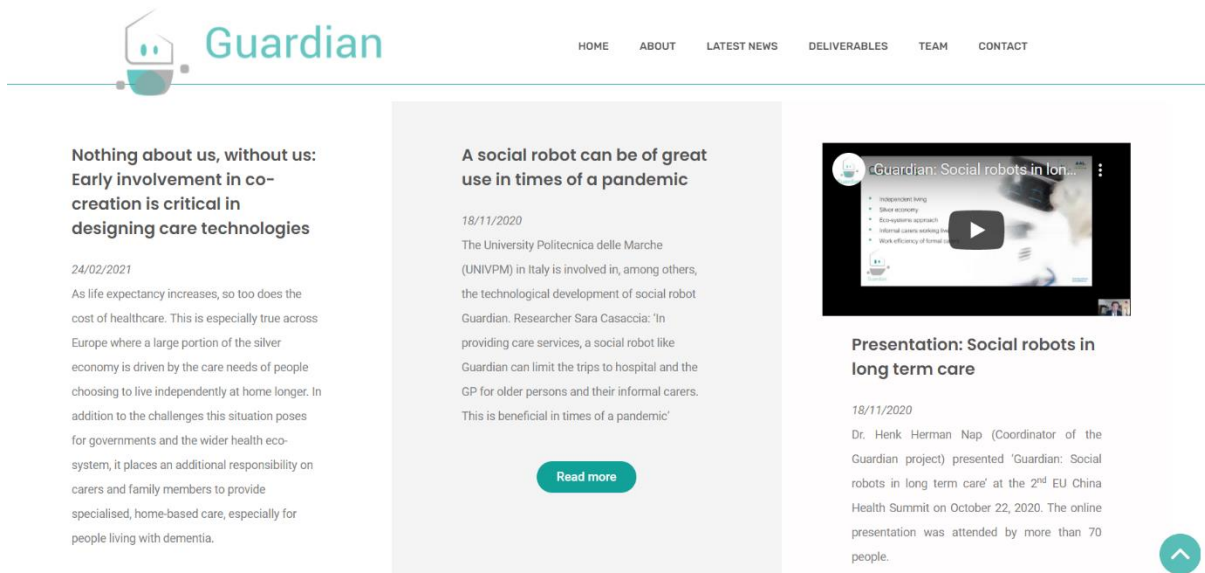 Guardian
HOME ABOUT LATEST NEWS DELIVERABLES TEAM CONTACT
Nothing about us, without us:
Early involvement in co-
creation is critical in
designing care technologies
24/02/2021
As life expectancy increases, so too does the
cost of healthcare. This is especially true across
Europe where a large portion of the silver
economy is driven by the care needs of people
choosing to live independently at home longer. In
addition to the challenges this situation poses
for governments and the wider health eco-
system, it places an additional responsibility on
carers and family members to provide
specialised, home-based care, especially for
people living with dementia.
A social robot can be of great
use in times of a pandemic
18/11/2020
The University Politecnica delle Marche
(UNIVPM) in Italy is involved in, among others,
the technological development of social robot
Guardian. Researcher Sara Casaccia: 'In
providing care services, a social robot like
Guardian can limit the trips to hospital and the
GP for older persons and their informal carers.
This is beneficial in times of a pandemic'
Read more
Guardian: Social robots in lon...
Independent living
Silver economy
Eco-systems approach
Informal carers working
Work efficiency of formal
Presentation: Social robots in
long term care
18/11/2020
Dr. Henk Herman Nap (Coordinator of the
Guardian project) presented 'Guardian: Social
robots in long term care' at the 2nd EU China
Health Summit on October 22, 2020. The online
presentation was attended by more than 70
people.